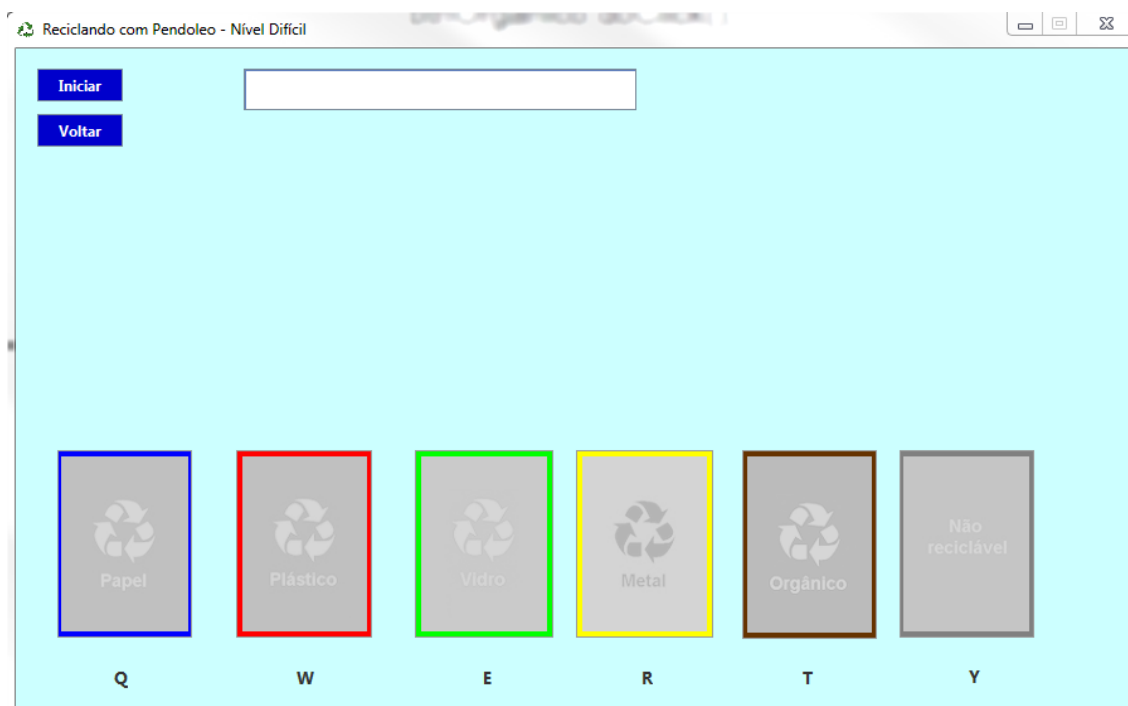 Reciclando com Pendoleo - Nível Difícil
Iniciar
Voltar
Papel
Plástico
Vidro
Metal
Orgânico
Não
reciclável
Q W E R T Y